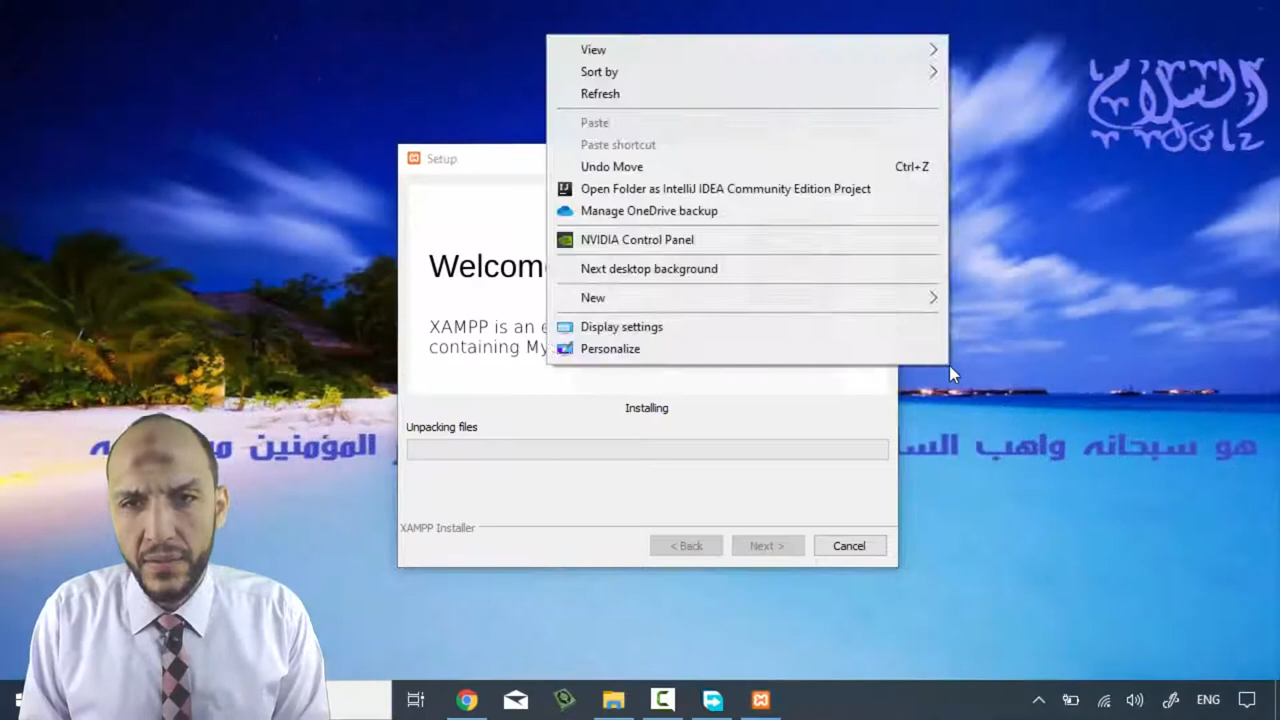 View
Sort by
Refresh
Paste
Paste shortcut
Undo Move Ctrl+Z
Open Folder as IntelliJ IDEA Community Edition Project
Manage OneDrive backup
NVIDIA Control Panel
Next desktop background
New
Display settings
Personalize
Setup
Welcom
XAMPP is an e
containing My
Installing
Unpacking files
هو سبحانه واهب
المؤمنين
XAMPP Installer
< Back
Next >
Cancel
ENG